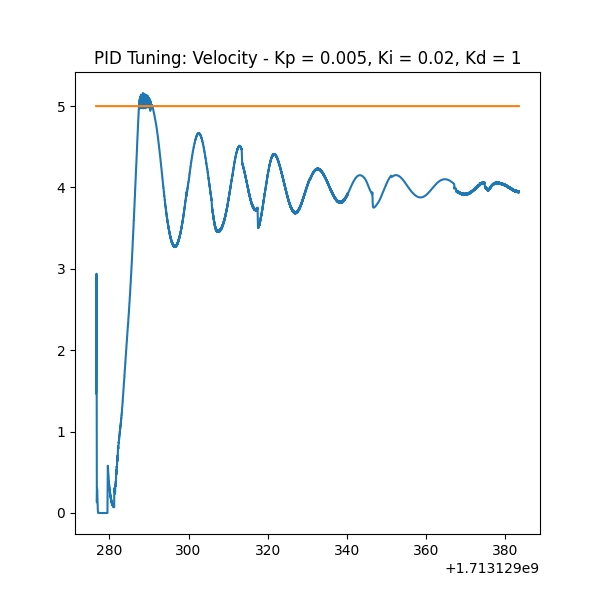 PID Tuning: Velocity - Kp = 0.005, Ki = 0.02, Kd = 1
5
4
3
2
1
0
280 300 320 340 360 380
+1.713129e9